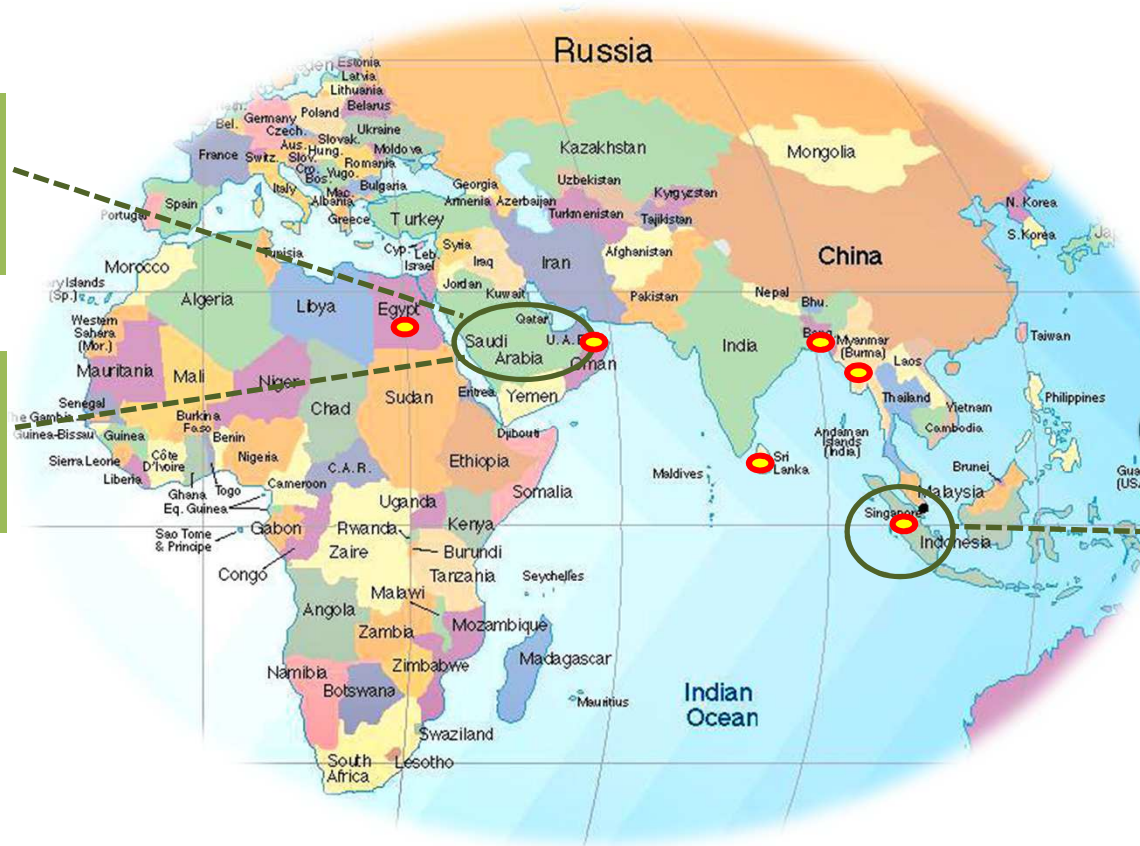 Russia
Estonia
Latvia
Lithuania
Belarus
Poland
Germany
Bel.
Czech.
Ukraine
Slovak.
Aus.
Hung.
Moldova
France
Switz.
Slov.
Romania
Cro.
Yugo.
Bos.
Bulgaria
Italy
Mac.
Albania
Greece
Spain
Portugal
Georgia
Armenia
Azerbaijan
Turkey
Kazakhstan
Uzbekistan
Kyrgyzstan
Turkmenistan
Tajikistan
Mongolia
China
N. Korea
S.Korea
Taiwan
Cyp.
Leb.
Syria
Israel
Iraq
Iran
Afghanistan
Jordan
Kuwait
Pakistan
Nepal
Bhu.
Tunisia
Morocco
(Sp.)
Algeria
Libya
Egypt
Western
Sahara
(Mor.)
Qatar
Saudi
Arabia
U.A.E
Oman
Yemen
India
Myanmar
(Burma)
Laos
Thailand
Vietnam
Cambodia
Philippines
Mauritania
Mali
Niger
Chad
Sudan
Eritrea
Djibouti
Senegal
The Gambia
Guinea-Bissau
Guinea
Burkina
Faso
Benin
Sierra Leone
Liberia
Côte
D'Ivoire
Ghana
Togo
Nigeria
Cameroon
C.A.R.
Ethiopia
Somalia
Eq. Guinea
Sao Tome
& Principe
Gabon
Congo
Uganda
Kenya
Rwanda
Zaire
Burundi
Tanzania
Seychelles
Maldives
Sri
Lanka
Andaman
Islands
(India)
Brunei
Malaysia
Singapore
Indonesia
Angola
Malawi
Zambia
Mozambique
Madagascar
Mauritius
Zimbabwe
Namibia
Botswana
Swaziland
South
Africa
Lesotho
Indian
Ocean